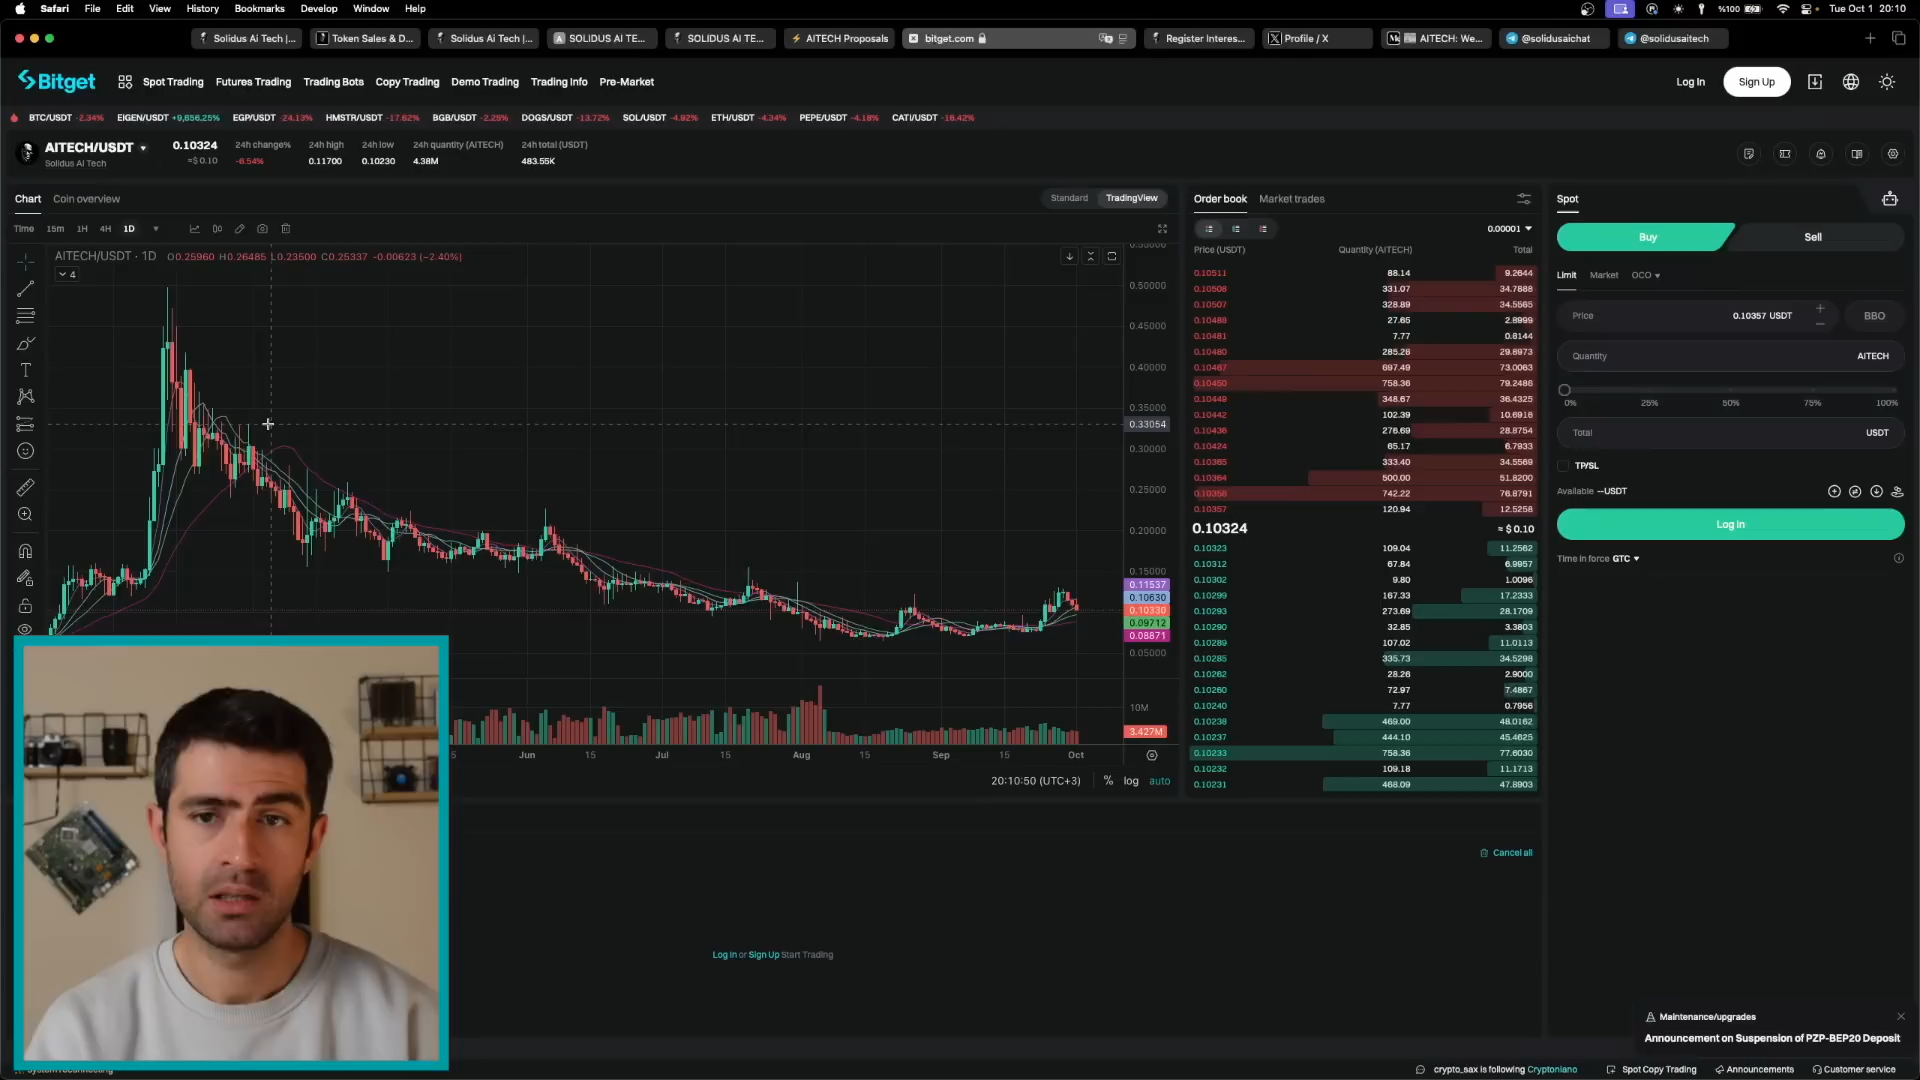 Safari File Edit View History Bookmarks Develop Window Help
%100 Tue Oct 1 20:10
Solidus Ai Tech |... Token Sales & D... Solidus Ai Tech |... SOLIDUS AI TE... SOLIDUS AI TE... AITECH Proposals bitget.com Register Interes... Profile / X AITECH: We... @solidusaichat @solidusaitech
Bitget Spot Trading Futures Trading Trading Bots Copy Trading Demo Trading Trading Info Pre-Market Log In Sign Up
BTC/USDT -2.34% EIGEN/USDT +9,656.25% EGP/USDT -24.13% HMSTR/USDT -17.62% BGB/USDT -2.25% DOGS/USDT -13.72% SOL/USDT -4.92% ETH/USDT -4.34% PEPE/USDT -4.18% CATI/USDT -16.42%
AITECH/USDT 0.10324 24h change% 24h high 24h low 24h quantity (AITECH) 24h total (USDT)
Solidus Ai Tech ≈$ 0.10 -6.54% 0.11700 0.10230 4.38M 483.55K
Chart Coin overview Standard TradingView
Time 15m 1H 4H 1D
AITECH/USDT · 1D O0.25960 H0.26485 L0.23500 C0.25337 -0.00623 (−2.40%)
4
0.50000
0.45000
0.40000
0.35000
0.33054
0.30000
0.25000
0.20000
0.15000
0.11537
0.10630
0.10330
0.09712
0.08871
0.05000
10M
3.427M
Jun 15 Jul 15 Aug 15 Sep 15 Oct
20:10:50 (UTC+3) % log auto
Order book Market trades
0.00001
Price (USDT) Quantity (AITECH) Total
0.10511 88.14 9.2644
0.10508 331.07 34.7888
0.10507 328.89 34.5565
0.10488 27.65 2.8999
0.10481 7.77 0.8144
0.10480 285.28 29.8973
0.10467 697.49 73.0063
0.10450 758.36 79.2486
0.10449 348.67 36.4325
0.10442 102.39 10.6916
0.10436 276.69 28.8754
0.10424 65.17 6.7933
0.10365 333.40 34.5569
0.10364 500.00 51.8200
0.10358 742.22 76.8791
0.10357 120.94 12.5258
0.10324 ≈ $ 0.10
0.10323 109.04 11.2562
0.10312 67.84 6.9957
0.10302 9.80 1.0096
0.10299 167.33 17.2333
0.10293 273.69 28.1709
0.10290 32.85 3.3803
0.10289 107.02 11.0113
0.10285 335.73 34.5298
0.10262 28.26 2.9000
0.10260 72.97 7.4867
0.10240 7.77 0.7956
0.10238 469.00 48.0162
0.10237 444.10 45.4625
0.10233 758.36 77.6030
0.10232 109.18 11.1713
0.10231 468.09 47.8903
Spot
Buy Sell
Limit Market OCO
Price 0.10357 USDT BBO
Quantity AITECH
0% 25% 50% 75% 100%
Total USDT
TP/SL
Available --USDT
Log In
Time in force GTC
Cancel all
Log In or Sign Up Start Trading
Maintenance/upgrades
Announcement on Suspension of PZP-BEP20 Deposit
crypto_sax is following Cryptoniano Spot Copy Trading Announcements Customer service